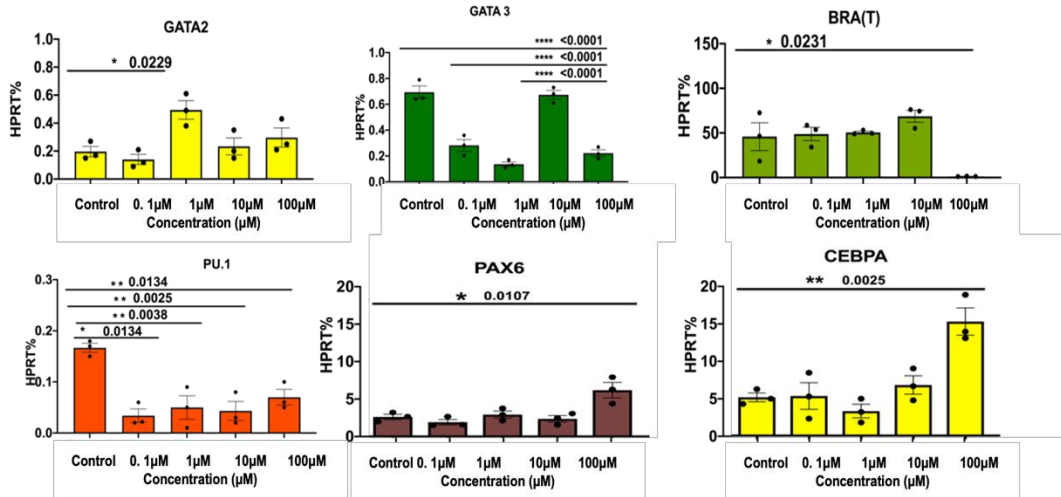 GATA2
* 0.0229
HPRT%
1.0
0.8
0.6
0.4
0.2
0.0
Control 0. 1μM 1μM 10μM 100μM
Concentration (μM)
GATA 3
**** <0.0001
**** <0.0001
**** <0.0001
HPRT%
1.0
0.8
0.6
0.4
0.2
0.0
Control 0.1μM 1μM 10μM 100μM
Concentration (μM)
BRA(T)
* 0.0231
HPRT%
150
100
50
0
Control 0. 1μM 1μM 10μM 100μM
Concentration (μM)
PU.1
** 0.0134
** 0.0025
** 0.0038
* 0.0134
HPRT%
0.3
0.2
0.1
0.0
Control 0. 1μM 1μM 10μM 100μM
Concentration (μM)
PAX6
* 0.0107
HPRT%
20
15
10
5
0
Control 0. 1μM 1μM 10μM 100μM
Concentration (μM)
CEBPA
** 0.0025
HPRT%
20
15
10
5
0
Control 0. 1μM 1μM 10μM 100μM
Concentration (μM)